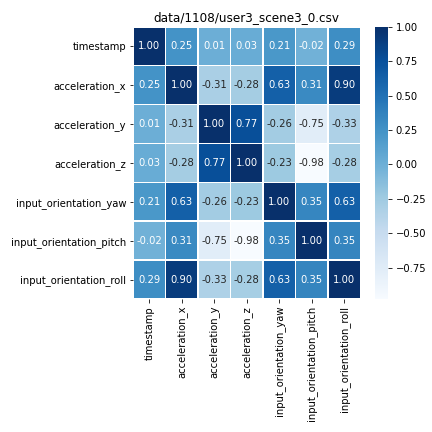 data/1108/user3_scene3_0.csv
timestamp 1.00 0.25 0.01 0.03 0.21 -0.02 0.29
acceleration_x 0.25 1.00 -0.31 -0.28 0.63 0.31 0.90
acceleration_y 0.01 -0.31 1.00 0.77 -0.26 -0.75 -0.33
acceleration_z 0.03 -0.28 0.77 1.00 -0.23 -0.98 -0.28
input_orientation_yaw 0.21 0.63 -0.26 -0.23 1.00 0.35 0.63
input_orientation_pitch -0.02 0.31 -0.75 -0.98 0.35 1.00 0.35
input_orientation_roll 0.29 0.90 -0.33 -0.28 0.63 0.35 1.00
timestamp
acceleration_x
acceleration_y
acceleration_z
input_orientation_yaw
input_orientation_pitch
input_orientation_roll
1.00
0.75
0.50
0.25
0.00
−0.25
−0.50
−0.75